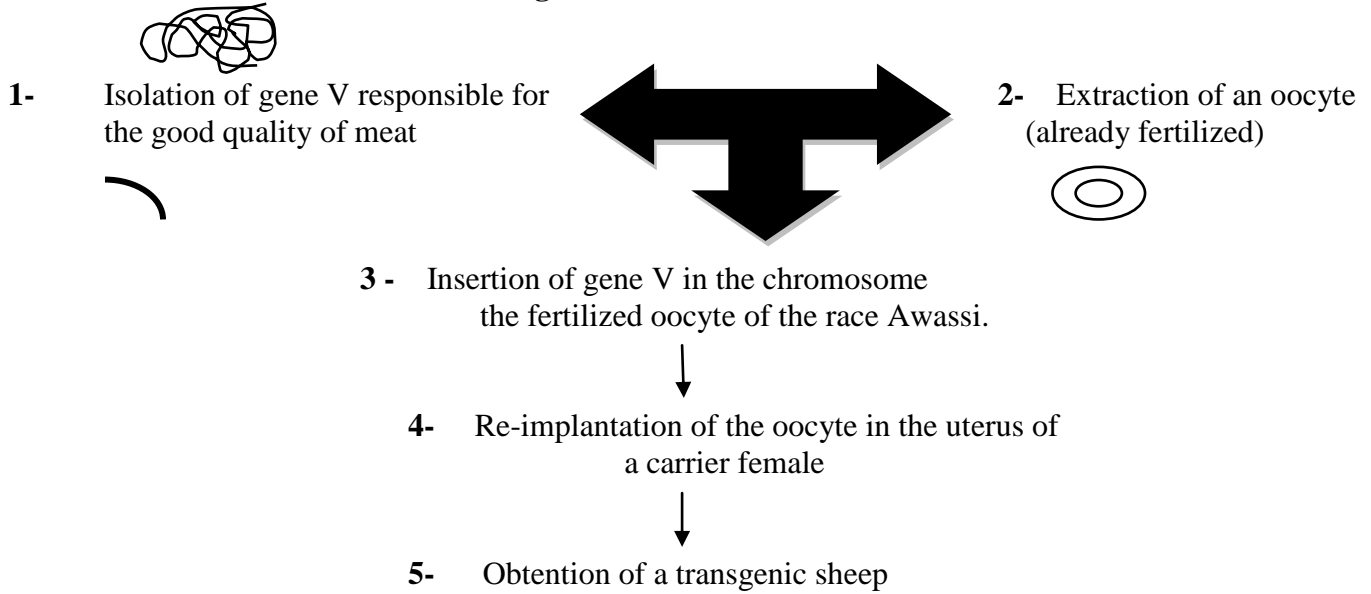 1- Isolation of gene V responsible for
the good quality of meat
2- Extraction of an oocyte
(already fertilized)
3 - Insertion of gene V in the chromosome
the fertilized oocyte of the race Awassi.
4- Re-implantation of the oocyte in the uterus of
a carrier female
5- Obtention of a transgenic sheep